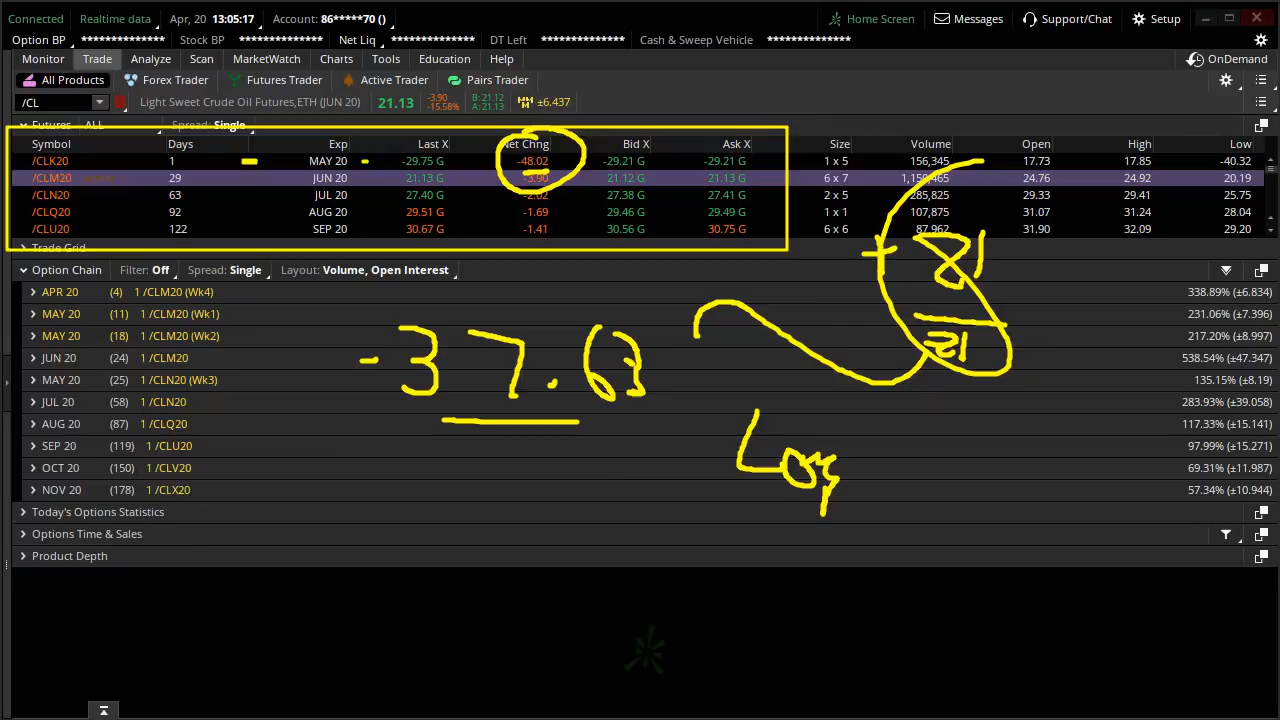 Connected Realtime data Apr, 20 13:05:17 Account: 86*****70 () Home Screen Messages Support/Chat Setup
Option BP ************** Stock BP ************** Net Liq ************** DT Left ************** Cash & Sweep Vehicle **************
Monitor Trade Analyze Scan MarketWatch Charts Tools Education Help OnDemand
All Products Forex Trader Futures Trader Active Trader Pairs Trader
/CL Light Sweet Crude Oil Futures,ETH (JUN 20) 21.13 -3.90 -15.58% B: 21.12 A: 21.13 ±6.437
Futures ALL Spread: Single
Symbol Days Exp Last X Net Chng Bid X Ask X Size Volume Open High Low
/CLK20 1 MAY 20 -29.75 G -48.02 -29.21 G -29.21 G 1 x 5 156,345 17.73 17.85 -40.32
/CLM20 29 JUN 20 21.13 G -3.90 21.12 G 21.13 G 6 x 7 24.76 24.92 20.19
/CLN20 63 JUL 20 27.40 G -2.02 27.38 G 27.41 G 2 x 5 285,825 29.33 29.41 25.75
/CLQ20 92 AUG 20 29.51 G -1.69 29.46 G 29.49 G 1 x 1 107,875 31.07 31.24 28.04
/CLU20 122 SEP 20 30.67 G -1.41 30.56 G 30.75 G 6 x 6 87,962 31.90 32.09 29.20
Trade Grid
Option Chain Filter: Off Spread: Single Layout: Volume, Open Interest
APR 20 (4) 1 /CLM20 (Wk4) 338.89% (±6.834)
MAY 20 (11) 1 /CLM20 (Wk1) 231.06% (±7.396)
MAY 20 (18) 1 /CLM20 (Wk2) 217.20% (±8.997)
JUN 20 (24) 1 /CLM20 538.54% (±47.347)
MAY 20 (25) 1 /CLN20 (Wk3) 135.15% (±8.19)
JUL 20 (58) 1 /CLN20 283.93% (±39.058)
AUG 20 (87) 1 /CLQ20 117.33% (±15.141)
SEP 20 (119) 1 /CLU20 97.99% (±15.271)
OCT 20 (150) 1 /CLV20 69.31% (±11.987)
NOV 20 (178) 1 /CLX20 57.34% (±10.944)
-37.63
21
Today's Options Statistics
Options Time & Sales
Product Depth